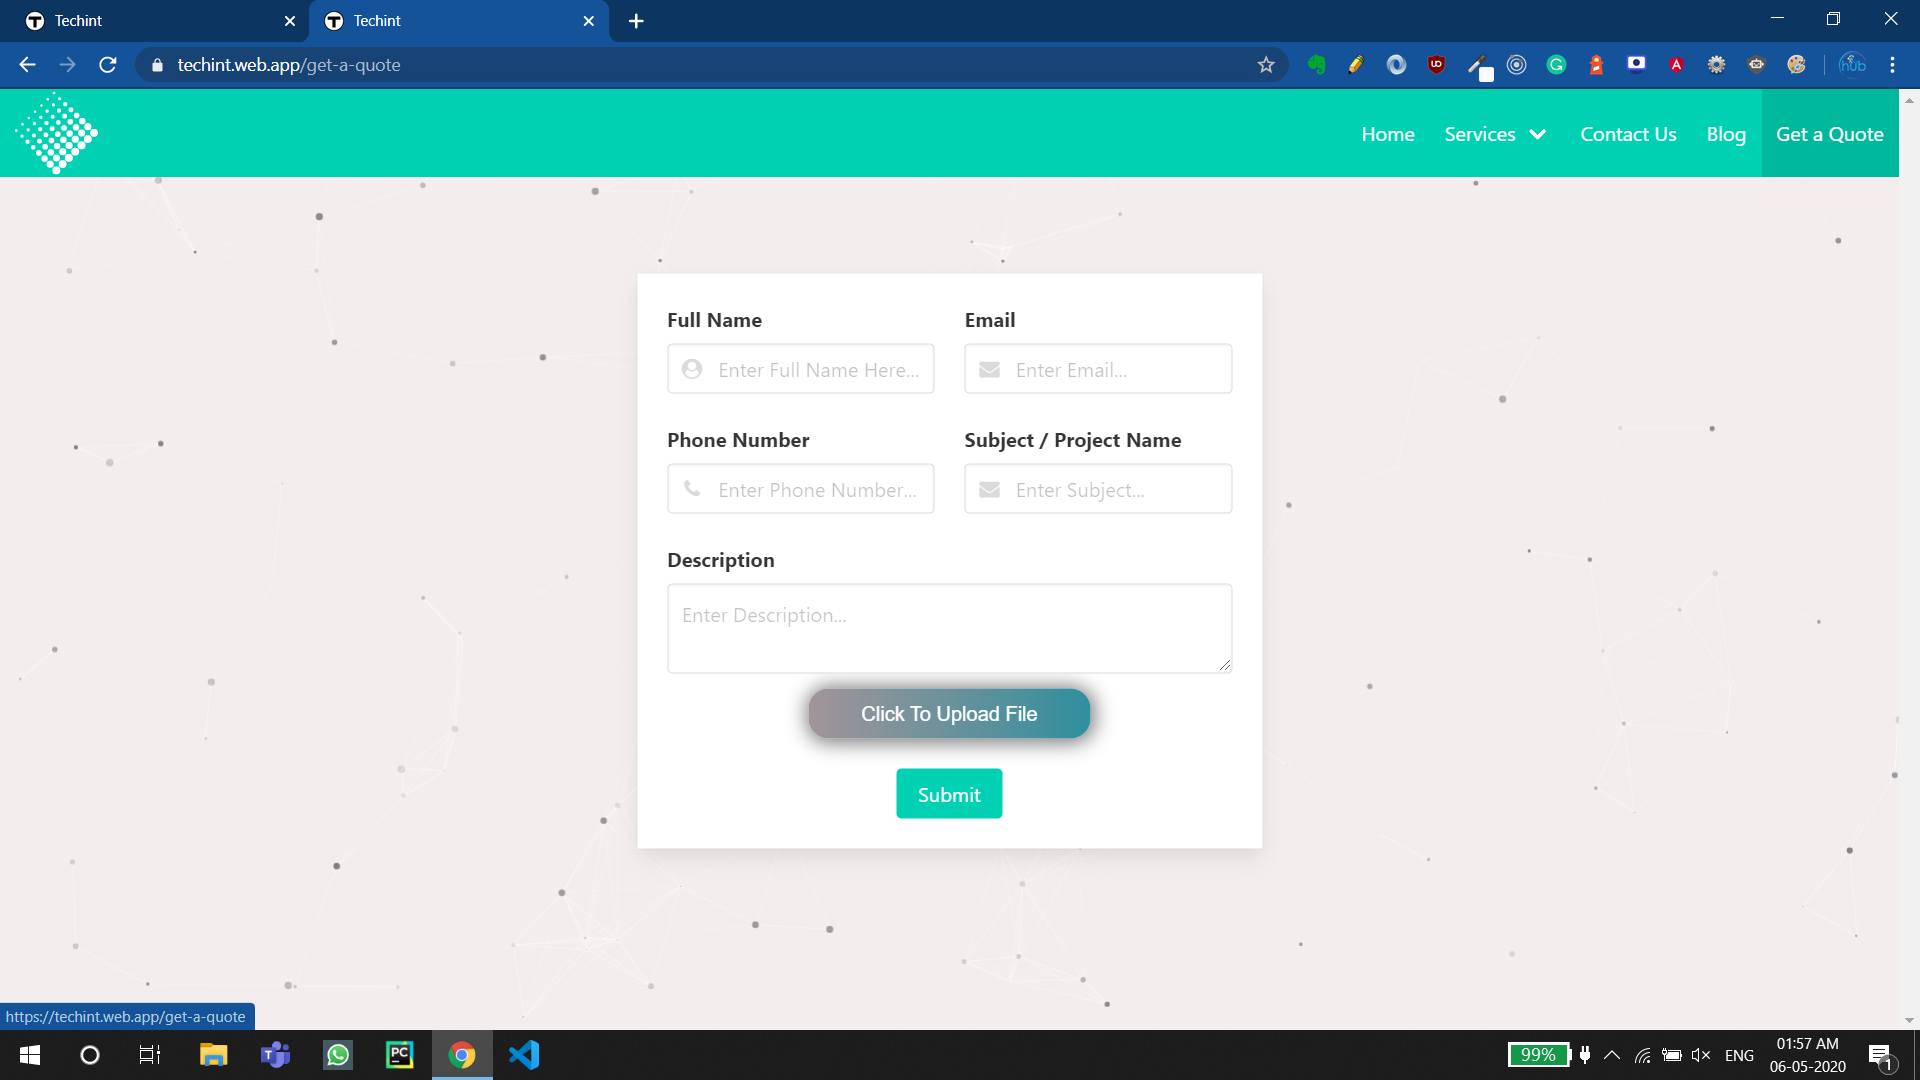 Techint
Techint
techint.web.app/get-a-quote
Home Services Contact Us Blog Get a Quote
Full Name Email
Enter Full Name Here... Enter Email...
Phone Number Subject / Project Name
Enter Phone Number... Enter Subject...
Description
Enter Description...
Click To Upload File
Submit
https://techint.web.app/get-a-quote
99% ENG 01:57 AM
06-05-2020
1